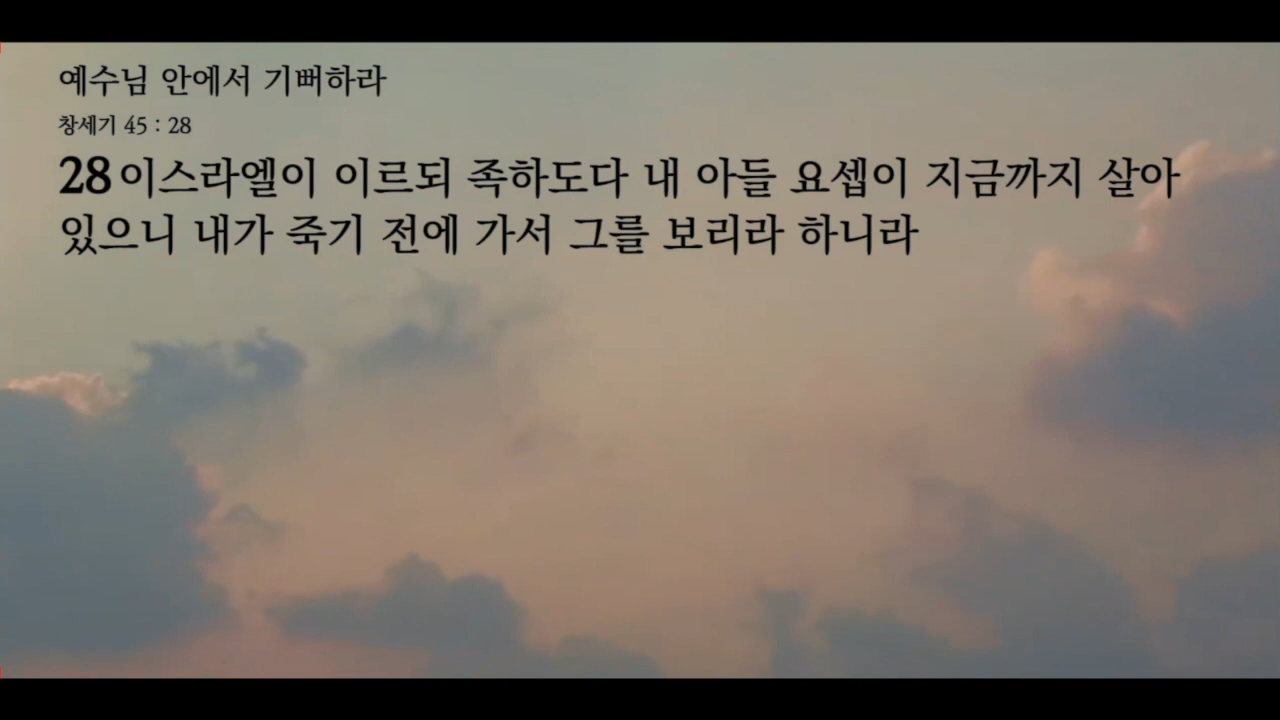 예수님 안에서 기뻐하라
창세기 45 : 28
28 이스라엘이 이르되 족하도다 내 아들 요셉이 지금까지 살아
있으니 내가 죽기 전에 가서 그를 보리라 하니라